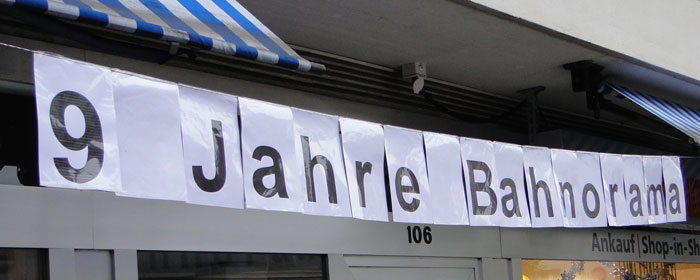 9 Jahre Bahnorama
106
Ankauf | Shop-in-Sh